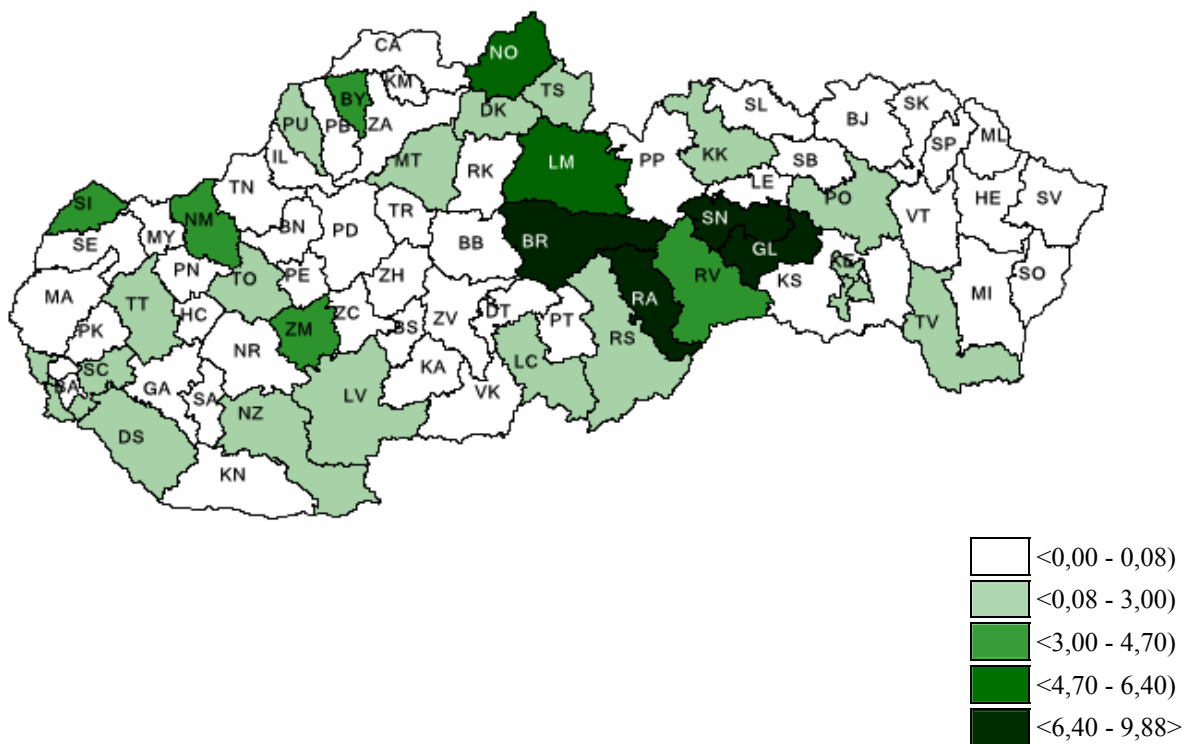 CA
NO
KM
BY
TS
PU
PB
ZA
DK
SL
SK
BJ
ML
SP
IL
MT
RK
LM
PP
KK
SB
TN
LE
PO
HE
SV
SI
NM
BN
PD
TR
BB
BR
SN
GL
VT
SE
MY
PN
TO
PE
ZH
RV
KS
KE
SO
MA
TT
HC
ZM
ZC
BS
ZV
DT
PT
RA
MI
TV
PK
NR
KA
LC
RS
BA
SC
GA
SA
NZ
LV
VK
DS
KN
<0,00 - 0,08)
<0,08 - 3,00)
<3,00 - 4,70)
<4,70 - 6,40)
<6,40 - 9,88>